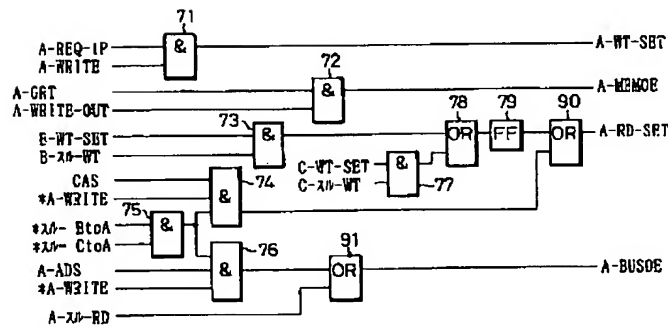 71
A-REQ-IP
A-WRITE
&
A-WT-SET
72
A-GRT
A-WRITE-OUT
&
A-MEMOE
73
B-WT-SET
B-スルーWT
&
78
OR
79
FF
90
OR
A-RD-SET
C-WT-SET
C-スルーWT
&
77
CAS
*A-WRITE
&
74
75
*スルー BtoA
*スルー CtoA
&
A-ADS
*A-WRITE
&
76
91
OR
A-BUSOE
A-スルーRD